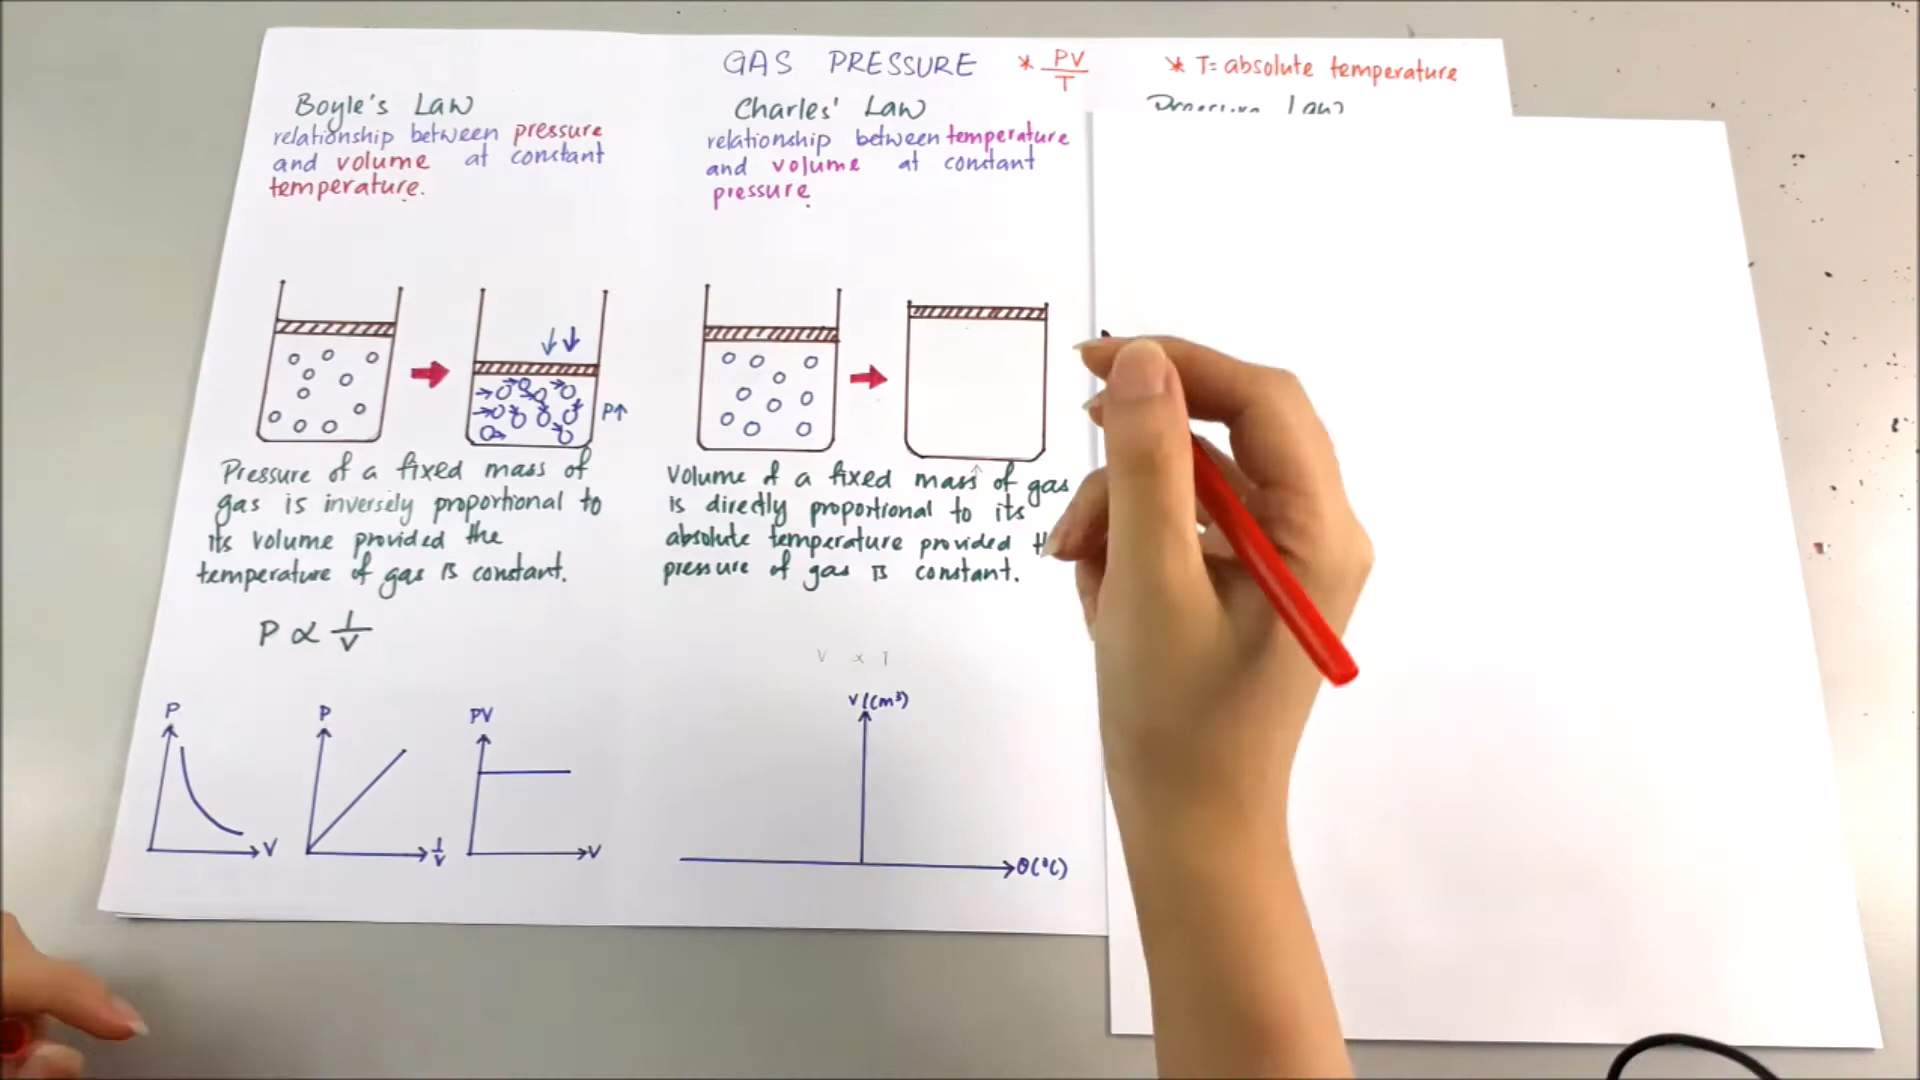 GAS PRESSURE * PV/T * T= absolute temperature
Boyle's Law
relationship between pressure
and volume at constant
temperature.
P↑
Pressure of a fixed mass of
gas is inversely proportional to
its volume provided the
temperature of gas is constant.
P ∝ 1/V
P
V
P
1/V
PV
V
Charles' Law
relationship between temperature
and volume at constant
pressure.
Volume of a fixed mass of gas
is directly proportional to its
absolute temperature provided
pressure of gas is constant.
V ∝ T
V/(cm³)
θ(°C)
Law